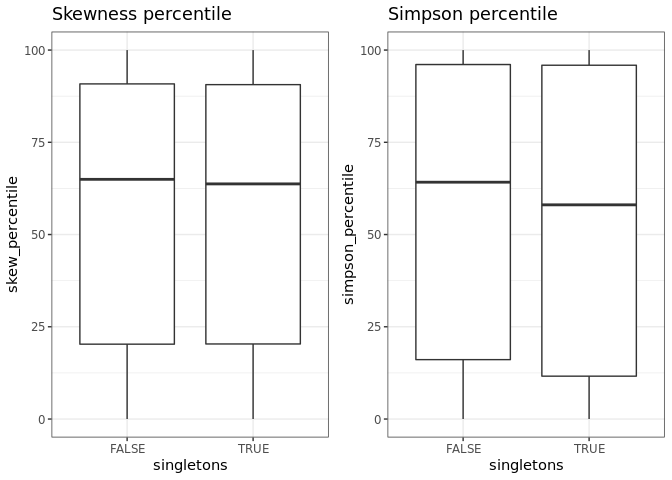 Skewness percentile
skew_percentile
100
75
50
25
0
FALSE TRUE
singletons
Simpson percentile
simpson_percentile
100
75
50
25
0
FALSE TRUE
singletons